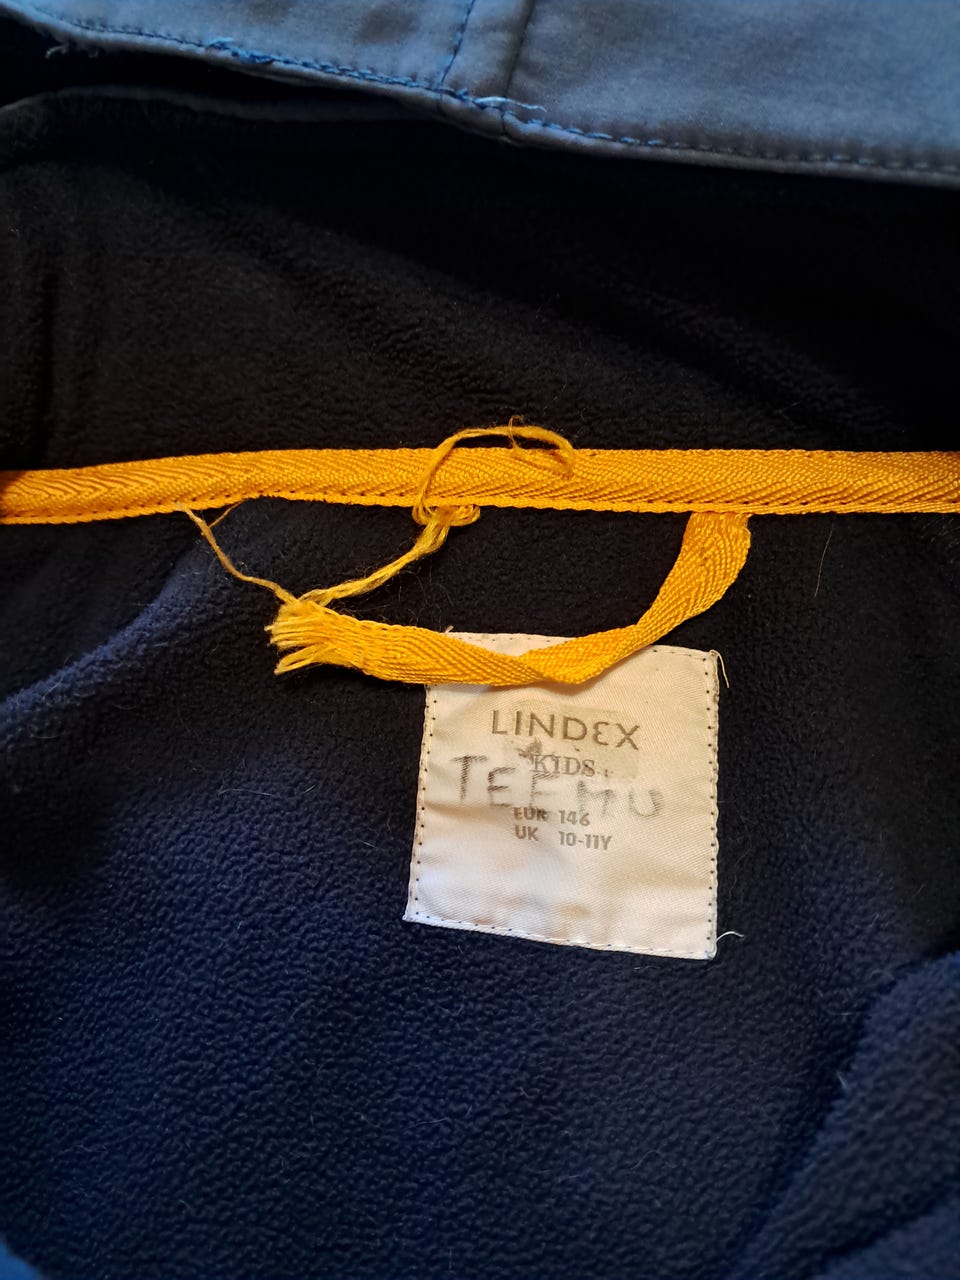 LINDEX
KIDS
TEEMU
EUR 146
UK 10-11Y